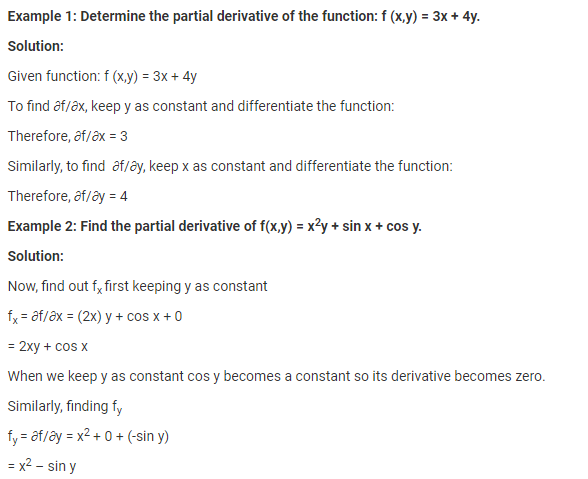 Example 1: Determine the partial derivative of the function: f (x,y) = 3x + 4y.
Solution:
Given function: f (x,y) = 3x + 4y
To find ∂f/∂x, keep y as constant and differentiate the function:
Therefore, ∂f/∂x = 3
Similarly, to find ∂f/∂y, keep x as constant and differentiate the function:
Therefore, ∂f/∂y = 4
Example 2: Find the partial derivative of f(x,y) = x²y + sin x + cos y.
Solution:
Now, find out fₓ first keeping y as constant
fₓ = ∂f/∂x = (2x) y + cos x + 0
= 2xy + cos x
When we keep y as constant cos y becomes a constant so its derivative becomes zero.
Similarly, finding f_y
f_y = ∂f/∂y = x² + 0 + (-sin y)
= x² – sin y